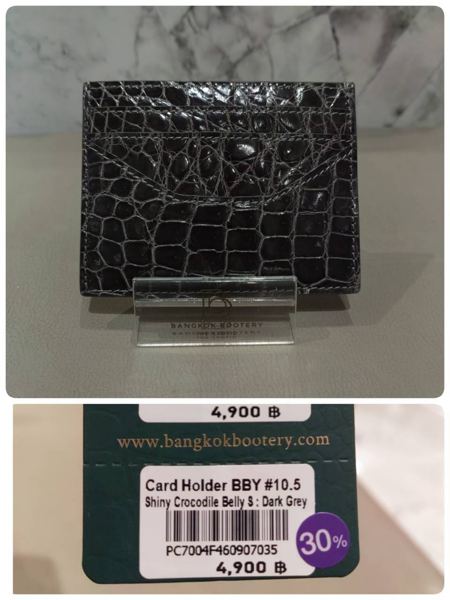 BANGKOK BOOTERY
4,900 ฿
www.bangkokbootery.com
Card Holder BBY #10.5
Shiny Crocodile Belly S : Dark Grey
PC7004F460907035
30%
4,900 ฿